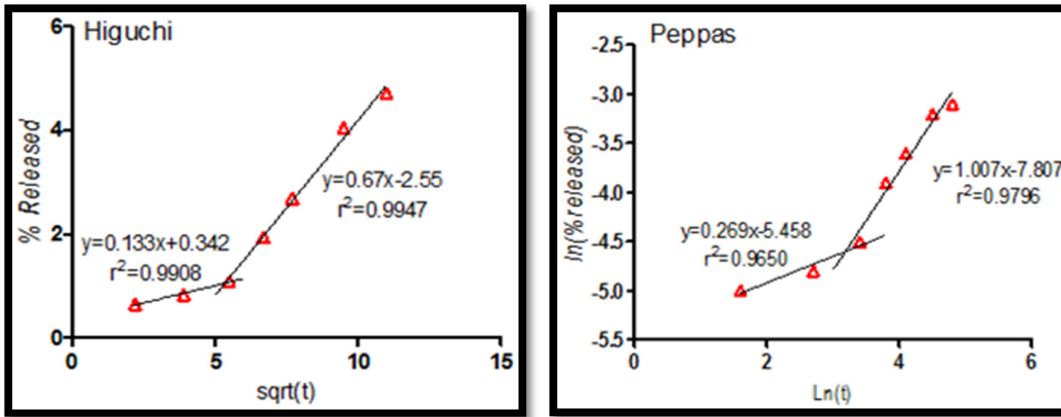 Higuchi
6
4
2
0
% Released
y=0.67x-2.55
r²=0.9947
y=0.133x+0.342
r²=0.9908
0 5 10 15
sqrt(t)
Peppas
-2.5
-3.0
-3.5
-4.0
-4.5
-5.0
-5.5
ln(%released)
y=1.007x-7.807
r²=0.9796
y=0.269x-5.458
r²=0.9650
0 2 4 6
Ln(t)